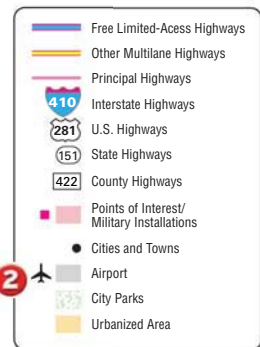 Free Limited-Acess Highways
Other Multilane Highways
Principal Highways
410 Interstate Highways
281 U.S. Highways
151 State Highways
422 County Highways
Points of Interest/
Military Installations
Cities and Towns
2 Airport
City Parks
Urbanized Area